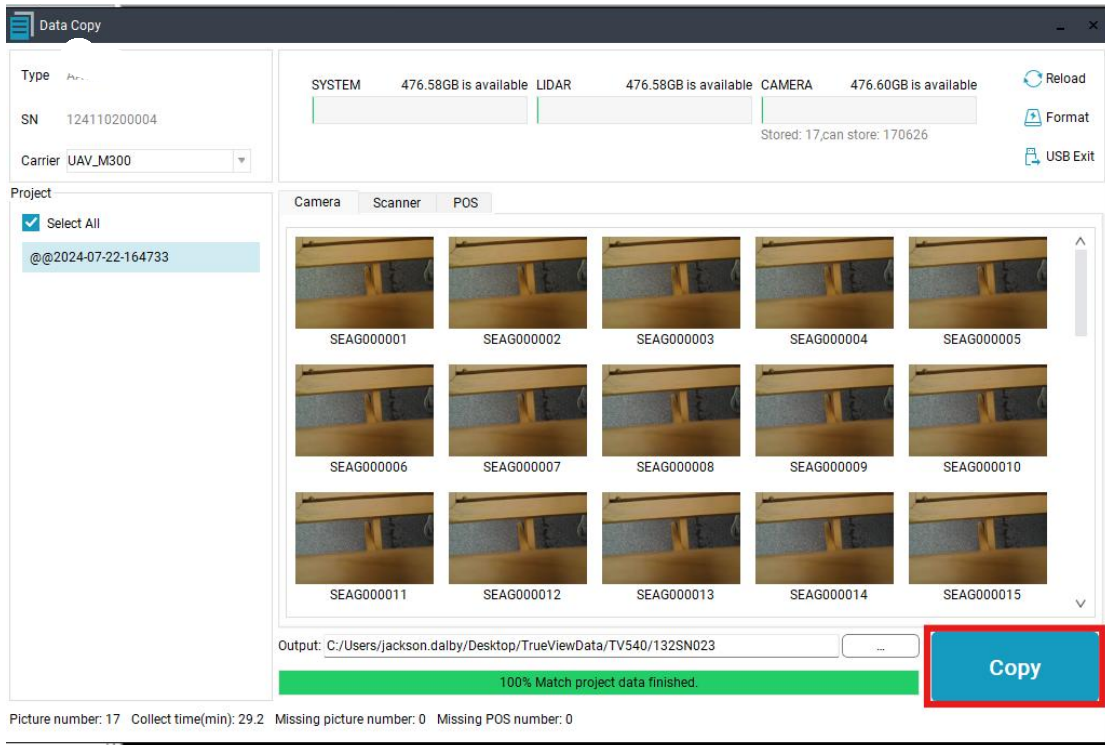 Data Copy
Type
SN 124110200004
Carrier UAV_M300
SYSTEM 476.58GB is available LIDAR 476.58GB is available CAMERA 476.60GB is available
Stored: 17,can store: 170626
Reload
Format
USB Exit
Project
Select All
@@2024-07-22-164733
Camera Scanner POS
SEAG000001 SEAG000002 SEAG000003 SEAG000004 SEAG000005
SEAG000006 SEAG000007 SEAG000008 SEAG000009 SEAG000010
SEAG000011 SEAG000012 SEAG000013 SEAG000014 SEAG000015
Output: C:/Users/jackson.dalby/Desktop/TrueViewData/TV540/132SN023 ...
Copy
100% Match project data finished.
Picture number: 17 Collect time(min): 29.2 Missing picture number: 0 Missing POS number: 0